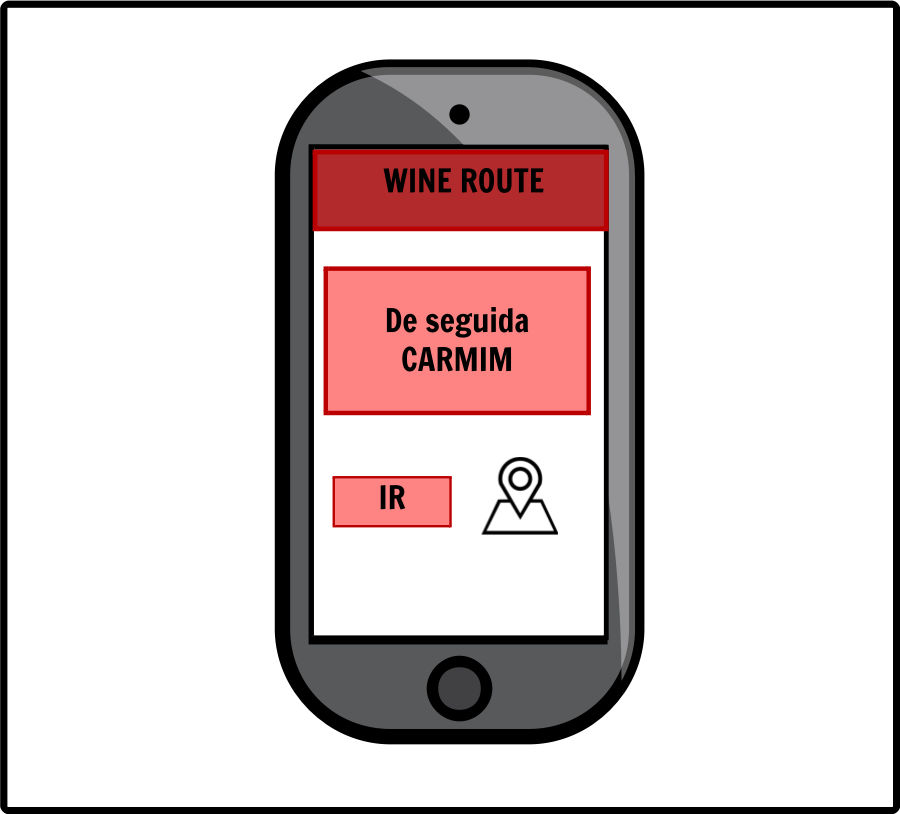 WINE ROUTE
De seguida
CARMIM
IR